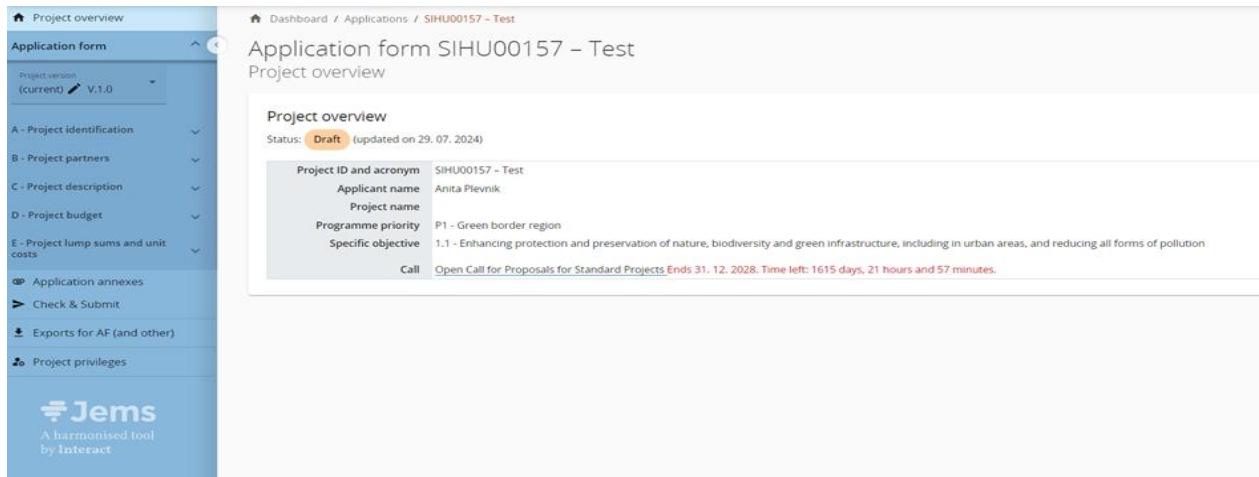 Project overview
Application form
Project version
(current) V.1.0
A - Project identification
B - Project partners
C - Project description
D - Project budget
E - Project lump sums and unit
costs
Application annexes
Check & Submit
Exports for AF (and other)
Project privileges
Jems
A harmonised tool
by Interact
Dashboard / Applications / SIHU00157 – Test
Application form SIHU00157 – Test
Project overview
Project overview
Status: Draft (updated on 29. 07. 2024)
Project ID and acronym SIHU00157 – Test
Applicant name Anita Plevnik
Project name
Programme priority P1 - Green border region
Specific objective 1.1 - Enhancing protection and preservation of nature, biodiversity and green infrastructure, including in urban areas, and reducing all forms of pollution
Call Open Call for Proposals for Standard Projects Ends 31. 12. 2028. Time left: 1615 days, 21 hours and 57 minutes.